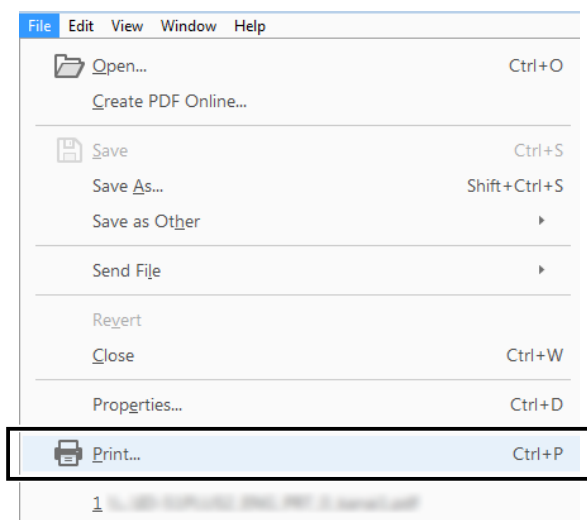 File Edit View Window Help
Open... Ctrl+O
Create PDF Online...
Save Ctrl+S
Save As... Shift+Ctrl+S
Save as Other
Send File
Revert
Close Ctrl+W
Properties... Ctrl+D
Print... Ctrl+P
1